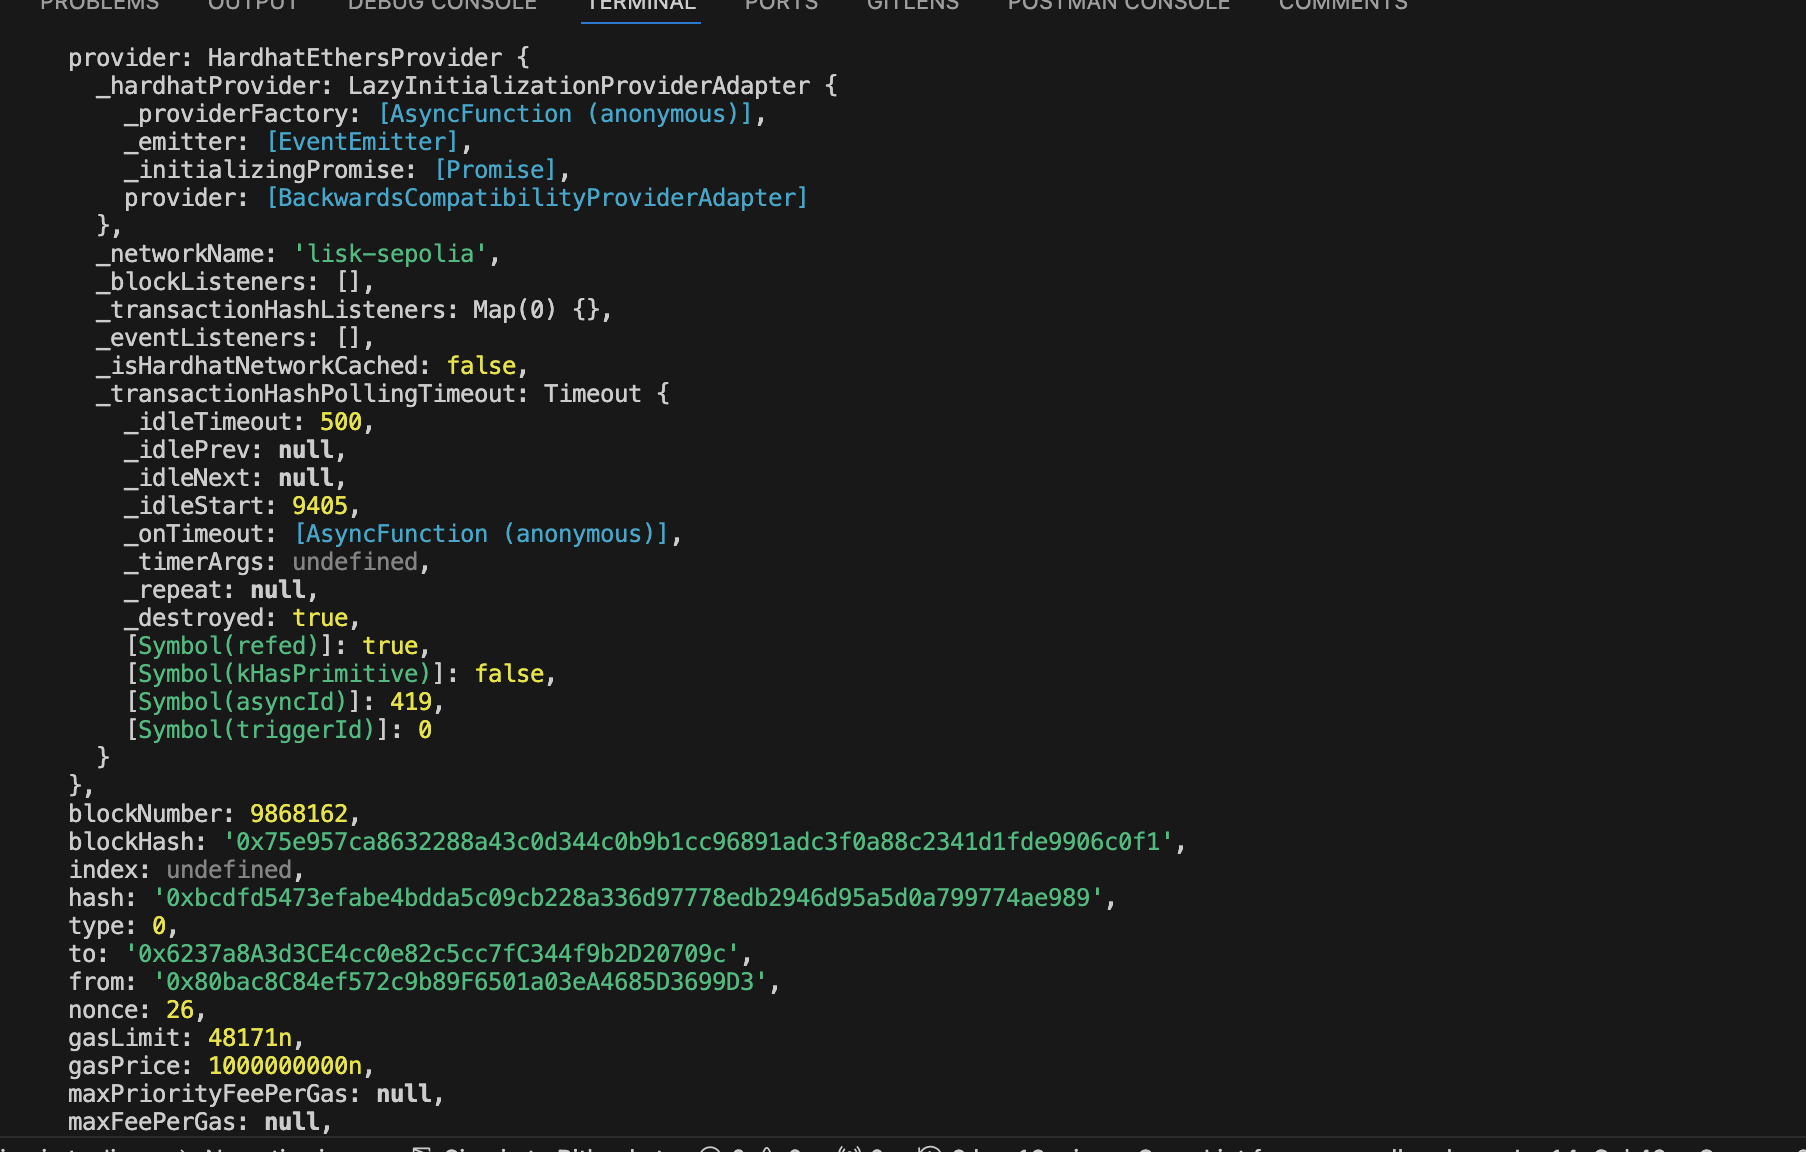 PROBLEMS OUTPUT DEBUG CONSOLE TERMINAL PORTS GITLENS POSTMAN CONSOLE COMMENTS
provider: HardhatEthersProvider {
_hardhatProvider: LazyInitializationProviderAdapter {
_providerFactory: [AsyncFunction (anonymous)],
_emitter: [EventEmitter],
_initializingPromise: [Promise],
provider: [BackwardsCompatibilityProviderAdapter]
},
_networkName: 'lisk-sepolia',
_blockListeners: [],
_transactionHashListeners: Map(0) {},
_eventListeners: [],
_isHardhatNetworkCached: false,
_transactionHashPollingTimeout: Timeout {
_idleTimeout: 500,
_idlePrev: null,
_idleNext: null,
_idleStart: 9405,
_onTimeout: [AsyncFunction (anonymous)],
_timerArgs: undefined,
_repeat: null,
_destroyed: true,
[Symbol(refed)]: true,
[Symbol(kHasPrimitive)]: false,
[Symbol(asyncId)]: 419,
[Symbol(triggerId)]: 0
}
},
blockNumber: 9868162,
blockHash: '0x75e957ca8632288a43c0d344c0b9b1cc96891adc3f0a88c2341d1fde9906c0f1',
index: undefined,
hash: '0xbcdfd5473efabe4bdda5c09cb228a336d97778edb2946d95a5d0a799774ae989',
type: 0,
to: '0x6237a8A3d3CE4cc0e82c5cc7fC344f9b2D20709c',
from: '0x80bac8C84ef572c9b89F6501a03eA4685D3699D3',
nonce: 26,
gasLimit: 48171n,
gasPrice: 1000000000n,
maxPriorityFeePerGas: null,
maxFeePerGas: null,